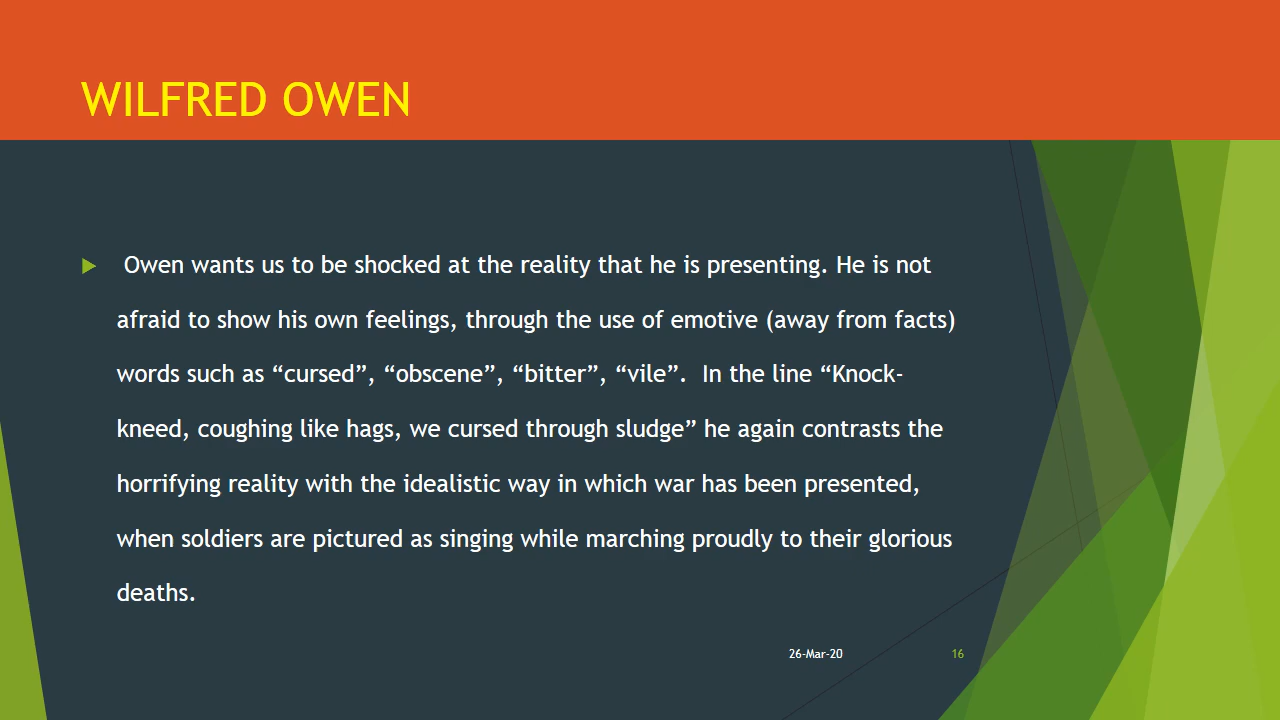 WILFRED OWEN
Owen wants us to be shocked at the reality that he is presenting. He is not
afraid to show his own feelings, through the use of emotive (away from facts)
words such as “cursed”, “obscene”, “bitter”, “vile”.  In the line “Knock-
kneed, coughing like hags, we cursed through sludge” he again contrasts the
horrifying reality with the idealistic way in which war has been presented,
when soldiers are pictured as singing while marching proudly to their glorious
deaths.
26-Mar-20
16